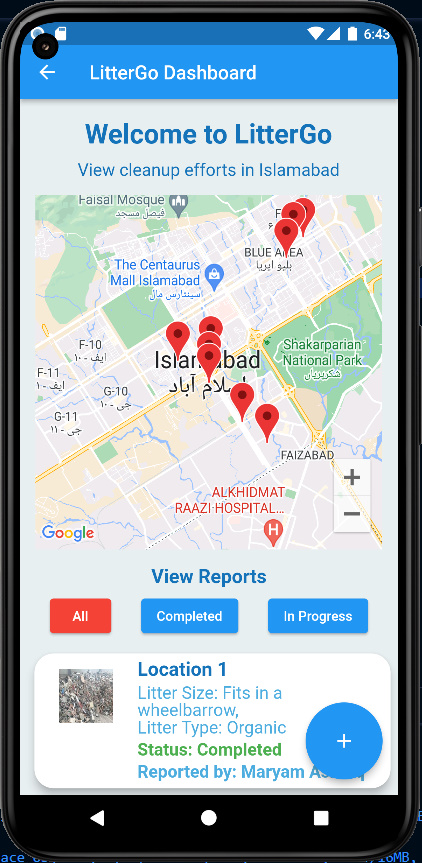 6:43
LitterGo Dashboard
Welcome to LitterGo
View cleanup efforts in Islamabad
Faisal Mosque
فیصل مسجد
BLUE AREA
بلیو ایریا
The Centaurus
Mall Islamabad
سینتارس مال
F-10
ایف - ۱۰
Islamabad
اسلام آباد
Shakarparian
National Park
شکرپڑیاں
F-11
ایف - ۱۱
G-10
جی - ۱۰
G-11
جی - ۱۱
FAIZABAD
ALKHIDMAT
RAAZI HOSPITAL...
H
Google
+
−
View Reports
All
Completed
In Progress
Location 1
Litter Size: Fits in a
wheelbarrow,
Litter Type: Organic
Status: Completed
Reported by: Maryam
+